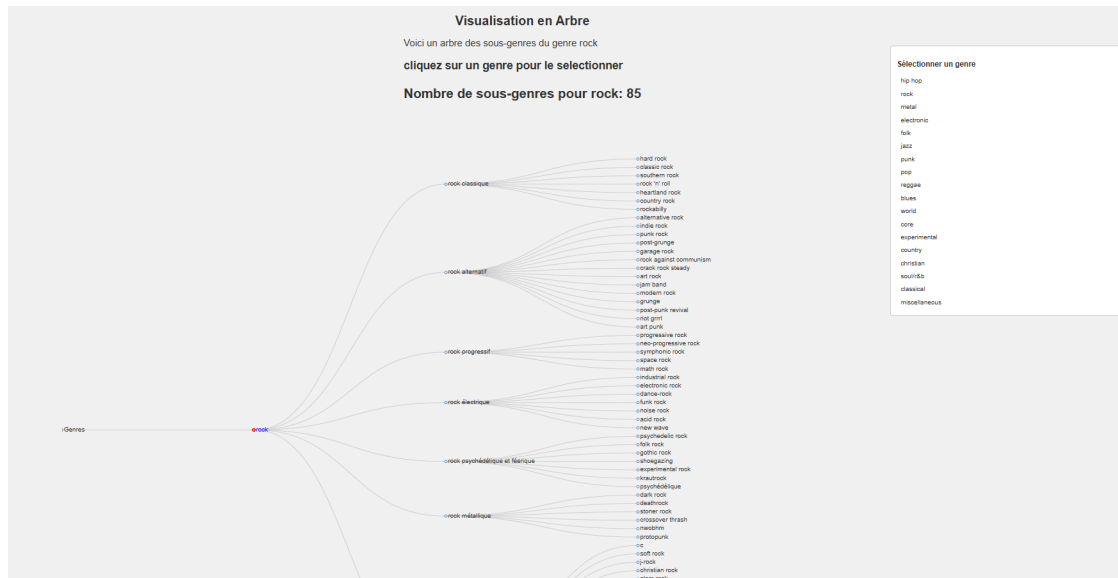 Visualisation en Arbre
Voici un arbre des sous-genres du genre rock
cliquez sur un genre pour le selectionner
Nombre de sous-genres pour rock: 85
Sélectionner un genre
hip hop
rock
metal
electronic
folk
jazz
punk
pop
reggae
blues
world
core
experimental
country
christian
soul/r&b
classical
miscellaneous
Genres
rock
rock classique
hard rock
classic rock
southern rock
rock 'n' roll
heartland rock
country rock
rockabilly
rock alternatif
alternative rock
indie rock
punk rock
post-grunge
garage rock
rock against communism
crack rock steady
art rock
jam band
modern rock
grunge
post-punk revival
riot grrrl
art punk
rock progressif
progressive rock
neo-progressive rock
symphonic rock
space rock
math rock
rock électrique
industrial rock
electronic rock
dance-rock
funk rock
noise rock
acid rock
new wave
rock psychédélique et féerique
psychedelic rock
folk rock
gothic rock
shoegazing
experimental rock
krautrock
psychédélique
rock métallique
dark rock
deathrock
stoner rock
crossover thrash
nwobhm
protopunk
c
soft rock
j-rock
christian rock